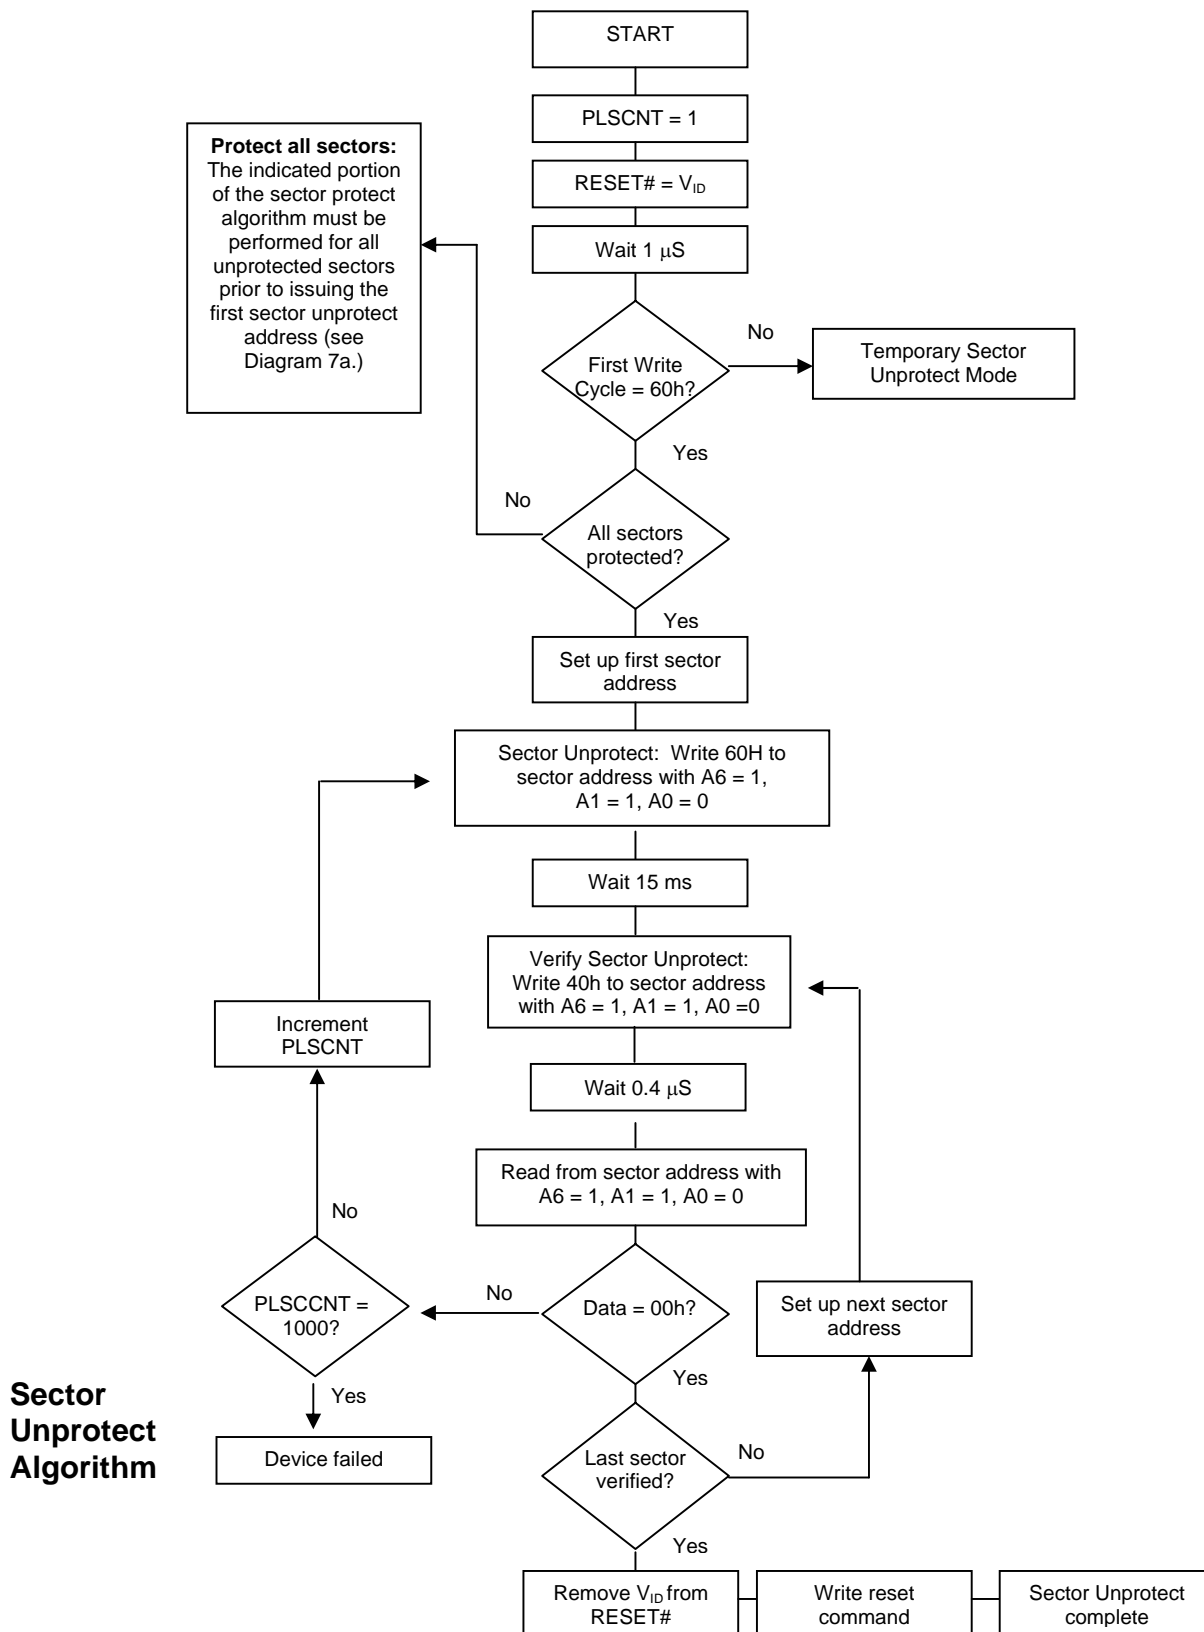 START
PLSCNT = 1
Protect all sectors:
The indicated portion
of the sector protect
algorithm must be
performed for all
unprotected sectors
prior to issuing the
first sector unprotect
address (see
Diagram 7a.)
RESET# = VID
Wait 1 μS
First Write
Cycle = 60h?
No
Temporary Sector
Unprotect Mode
Yes
No
All sectors
protected?
Yes
Set up first sector
address
Sector Unprotect: Write 60H to
sector address with A6 = 1,
A1 = 1, A0 = 0
Wait 15 ms
Verify Sector Unprotect:
Write 40h to sector address
with A6 = 1, A1 = 1, A0 =0
Increment
PLSCNT
Wait 0.4 μS
Read from sector address with
A6 = 1, A1 = 1, A0 = 0
No
No
PLSCCNT =
1000?
Data = 00h?
Set up next sector
address
Yes
Yes
Sector
Unprotect
Algorithm
Device failed
Last sector
verified?
No
Yes
Remove VID from
RESET#
Write reset
command
Sector Unprotect
complete